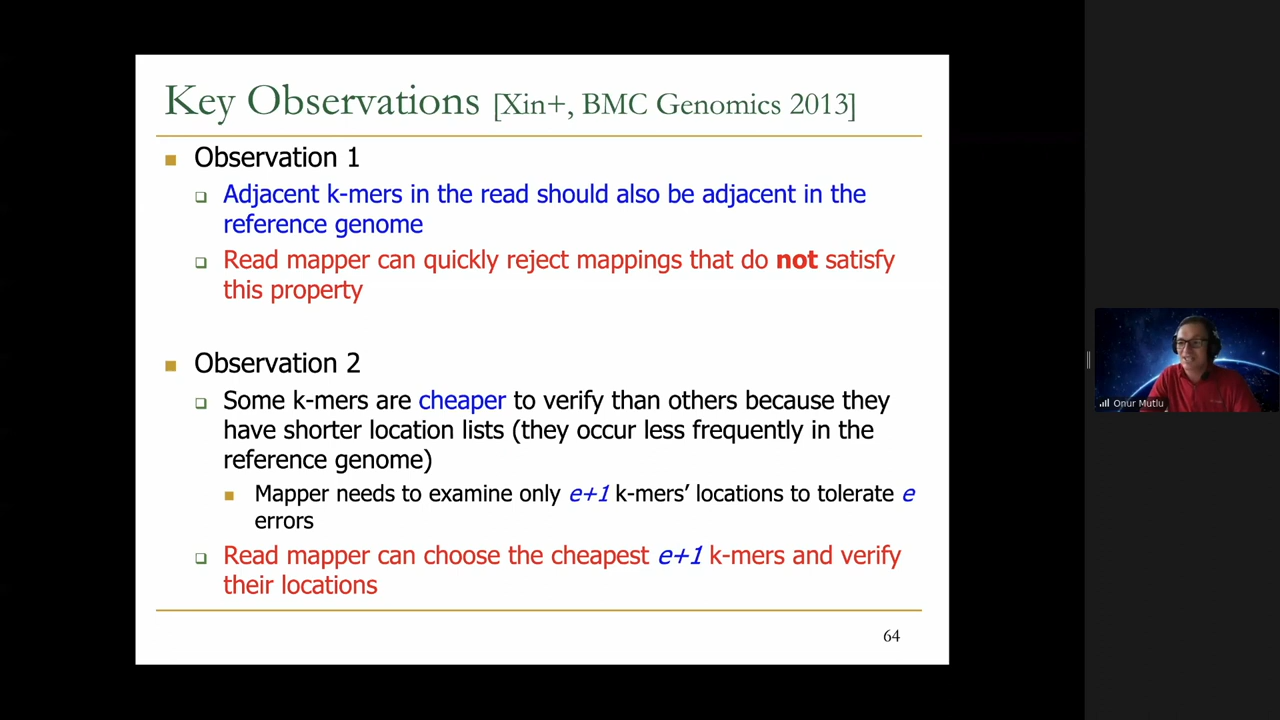 Key Observations [Xin+, BMC Genomics 2013]
Observation 1
Adjacent k-mers in the read should also be adjacent in the
reference genome
Read mapper can quickly reject mappings that do not satisfy
this property
Observation 2
Some k-mers are cheaper to verify than others because they
have shorter location lists (they occur less frequently in the
reference genome)
Mapper needs to examine only e+1 k-mers’ locations to tolerate e
errors
Read mapper can choose the cheapest e+1 k-mers and verify
their locations
64
Onur Mutlu